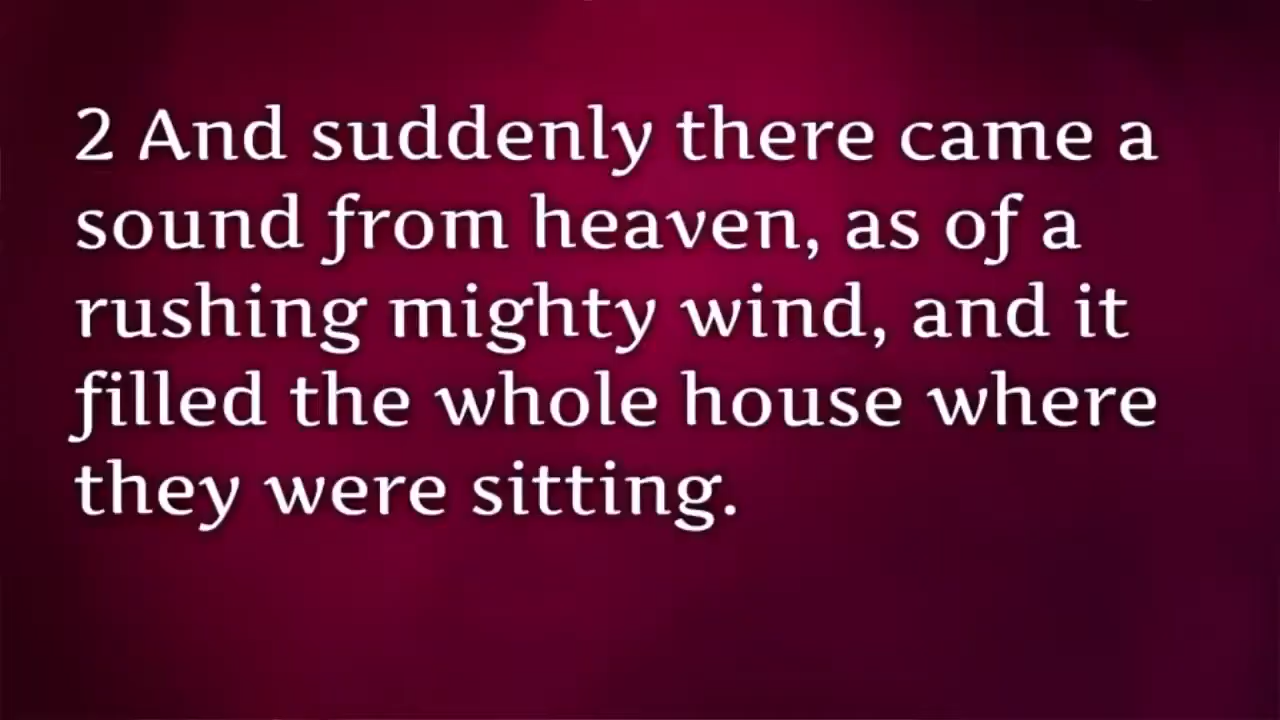 2 And suddenly there came a
sound from heaven, as of a
rushing mighty wind, and it
filled the whole house where
they were sitting.